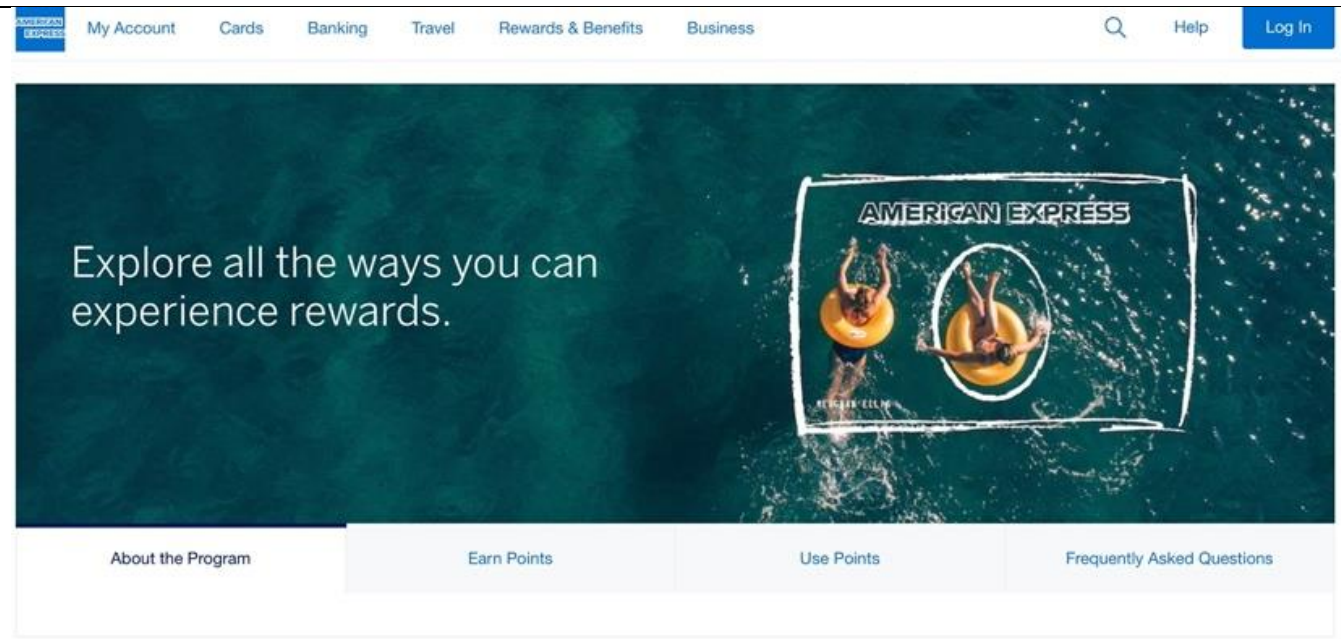 AMERICAN
EXPRESS
My Account
Cards
Banking
Travel
Rewards & Benefits
Business
Help
Log In
Explore all the ways you can
experience rewards.
AMERICAN EXPRESS
About the Program
Earn Points
Use Points
Frequently Asked Questions